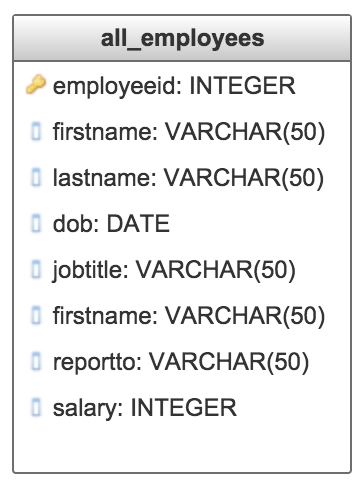 all_employees
employeeid: INTEGER
firstname: VARCHAR(50)
lastname: VARCHAR(50)
dob: DATE
jobtitle: VARCHAR(50)
firstname: VARCHAR(50)
reportto: VARCHAR(50)
salary: INTEGER